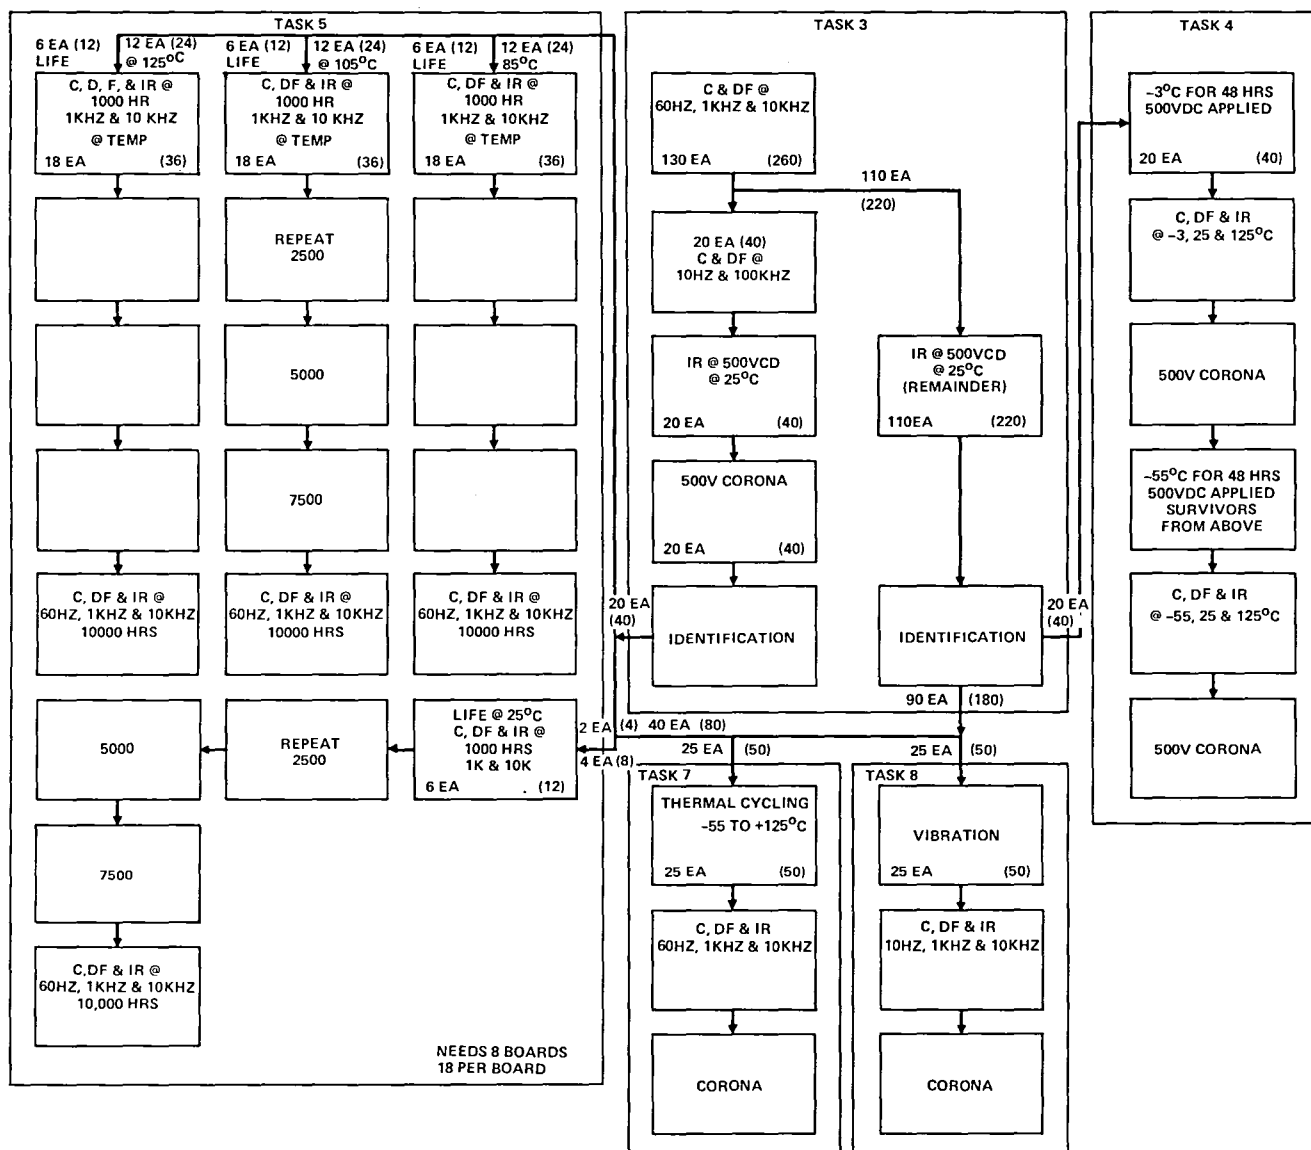 TASK 5
6 EA (12)
LIFE
12 EA (24)
@ 125°C
6 EA (12)
LIFE
12 EA (24)
@ 105°C
6 EA (12)
LIFE
12 EA (24)
85°C
C, D, F, & IR @
1000 HR
1KHZ & 10 KHZ
@ TEMP
18 EA (36)
C, DF & IR @
1000 HR
1KHZ & 10 KHZ
@ TEMP
18 EA (36)
C, DF & IR @
1000 HR
1KHZ & 10KHZ
@ TEMP
18 EA (36)
REPEAT
2500
5000
7500
C, DF & IR @
60HZ, 1KHZ & 10KHZ
10000 HRS
C, DF & IR @
60HZ, 1KHZ & 10KHZ
10000 HRS
C, DF & IR @
60HZ, 1KHZ & 10KHZ
10000 HRS
LIFE @ 25°C
C, DF & IR @
1000 HRS
1K & 10K
6 EA . (12)
REPEAT
2500
5000
7500
C,DF & IR @
60HZ, 1KHZ & 10KHZ
10,000 HRS
NEEDS 8 BOARDS
18 PER BOARD
TASK 3
C & DF @
60HZ, 1KHZ & 10KHZ
130 EA (260)
110 EA
(220)
20 EA (40)
C & DF @
10HZ & 100KHZ
IR @ 500VCD
@ 25°C
20 EA (40)
500V CORONA
20 EA (40)
IDENTIFICATION
20 EA
(40)
IR @ 500VCD
@ 25°C
(REMAINDER)
110EA (220)
IDENTIFICATION
20 EA
(40)
90 EA (180)
2 EA (4) 40 EA (80)
4 EA (8)
25 EA (50)
25 EA (50)
TASK 7
THERMAL CYCLING
-55 TO +125°C
25 EA (50)
C, DF & IR
60HZ, 1KHZ & 10KHZ
CORONA
TASK 8
VIBRATION
25 EA (50)
C, DF & IR
10HZ, 1KHZ & 10KHZ
CORONA
TASK 4
-3°C FOR 48 HRS
500VDC APPLIED
20 EA (40)
C, DF & IR
@ -3, 25 & 125°C
500V CORONA
-55°C FOR 48 HRS
500VDC APPLIED
SURVIVORS
FROM ABOVE
C, DF & IR
@ -55, 25 & 125°C
500V CORONA